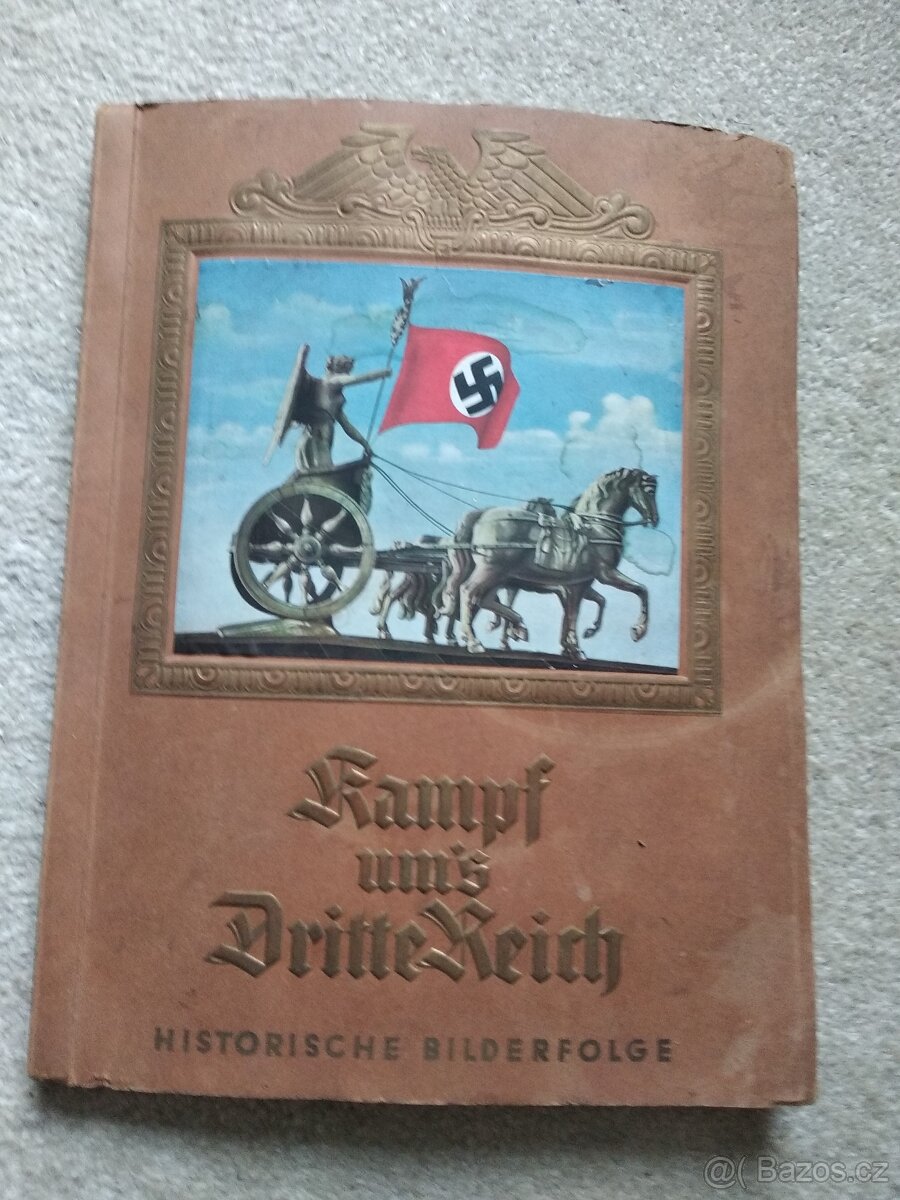 Kampf
um's
Dritte Reich
HISTORISCHE BILDERFOLGE
@( Bazos.cz